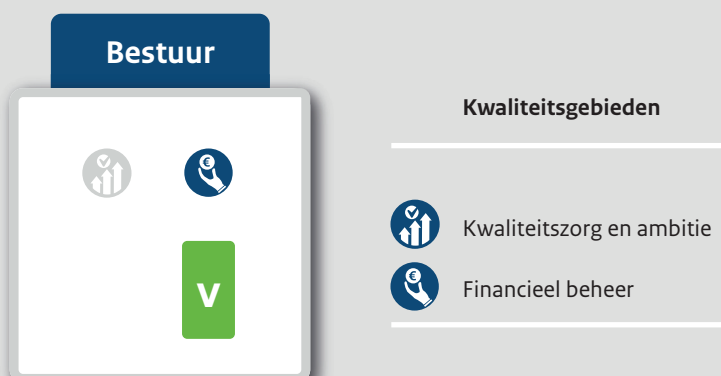 Bestuur
V
Kwaliteitsgebieden
€ Kwaliteitszorg en ambitie
€ Financieel beheer